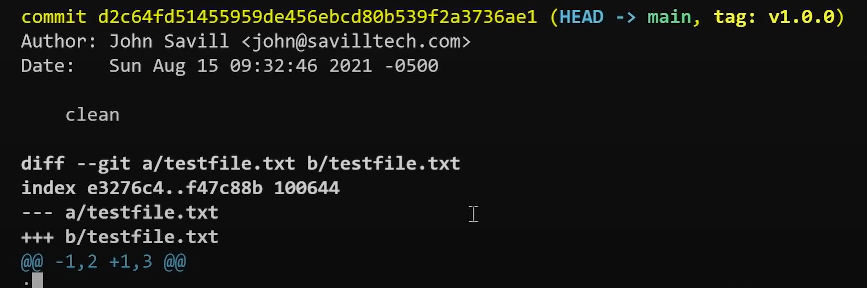 commit d2c64fd51455959de456ebcd80b539f2a3736ae1 (HEAD -> main, tag: v1.0.0)
Author: John Savill <john@savilltech.com>
Date:   Sun Aug 15 09:32:46 2021 -0500
    clean
diff --git a/testfile.txt b/testfile.txt
index e3276c4..f47c88b 100644
--- a/testfile.txt
+++ b/testfile.txt
@@ -1,2 +1,3 @@
: